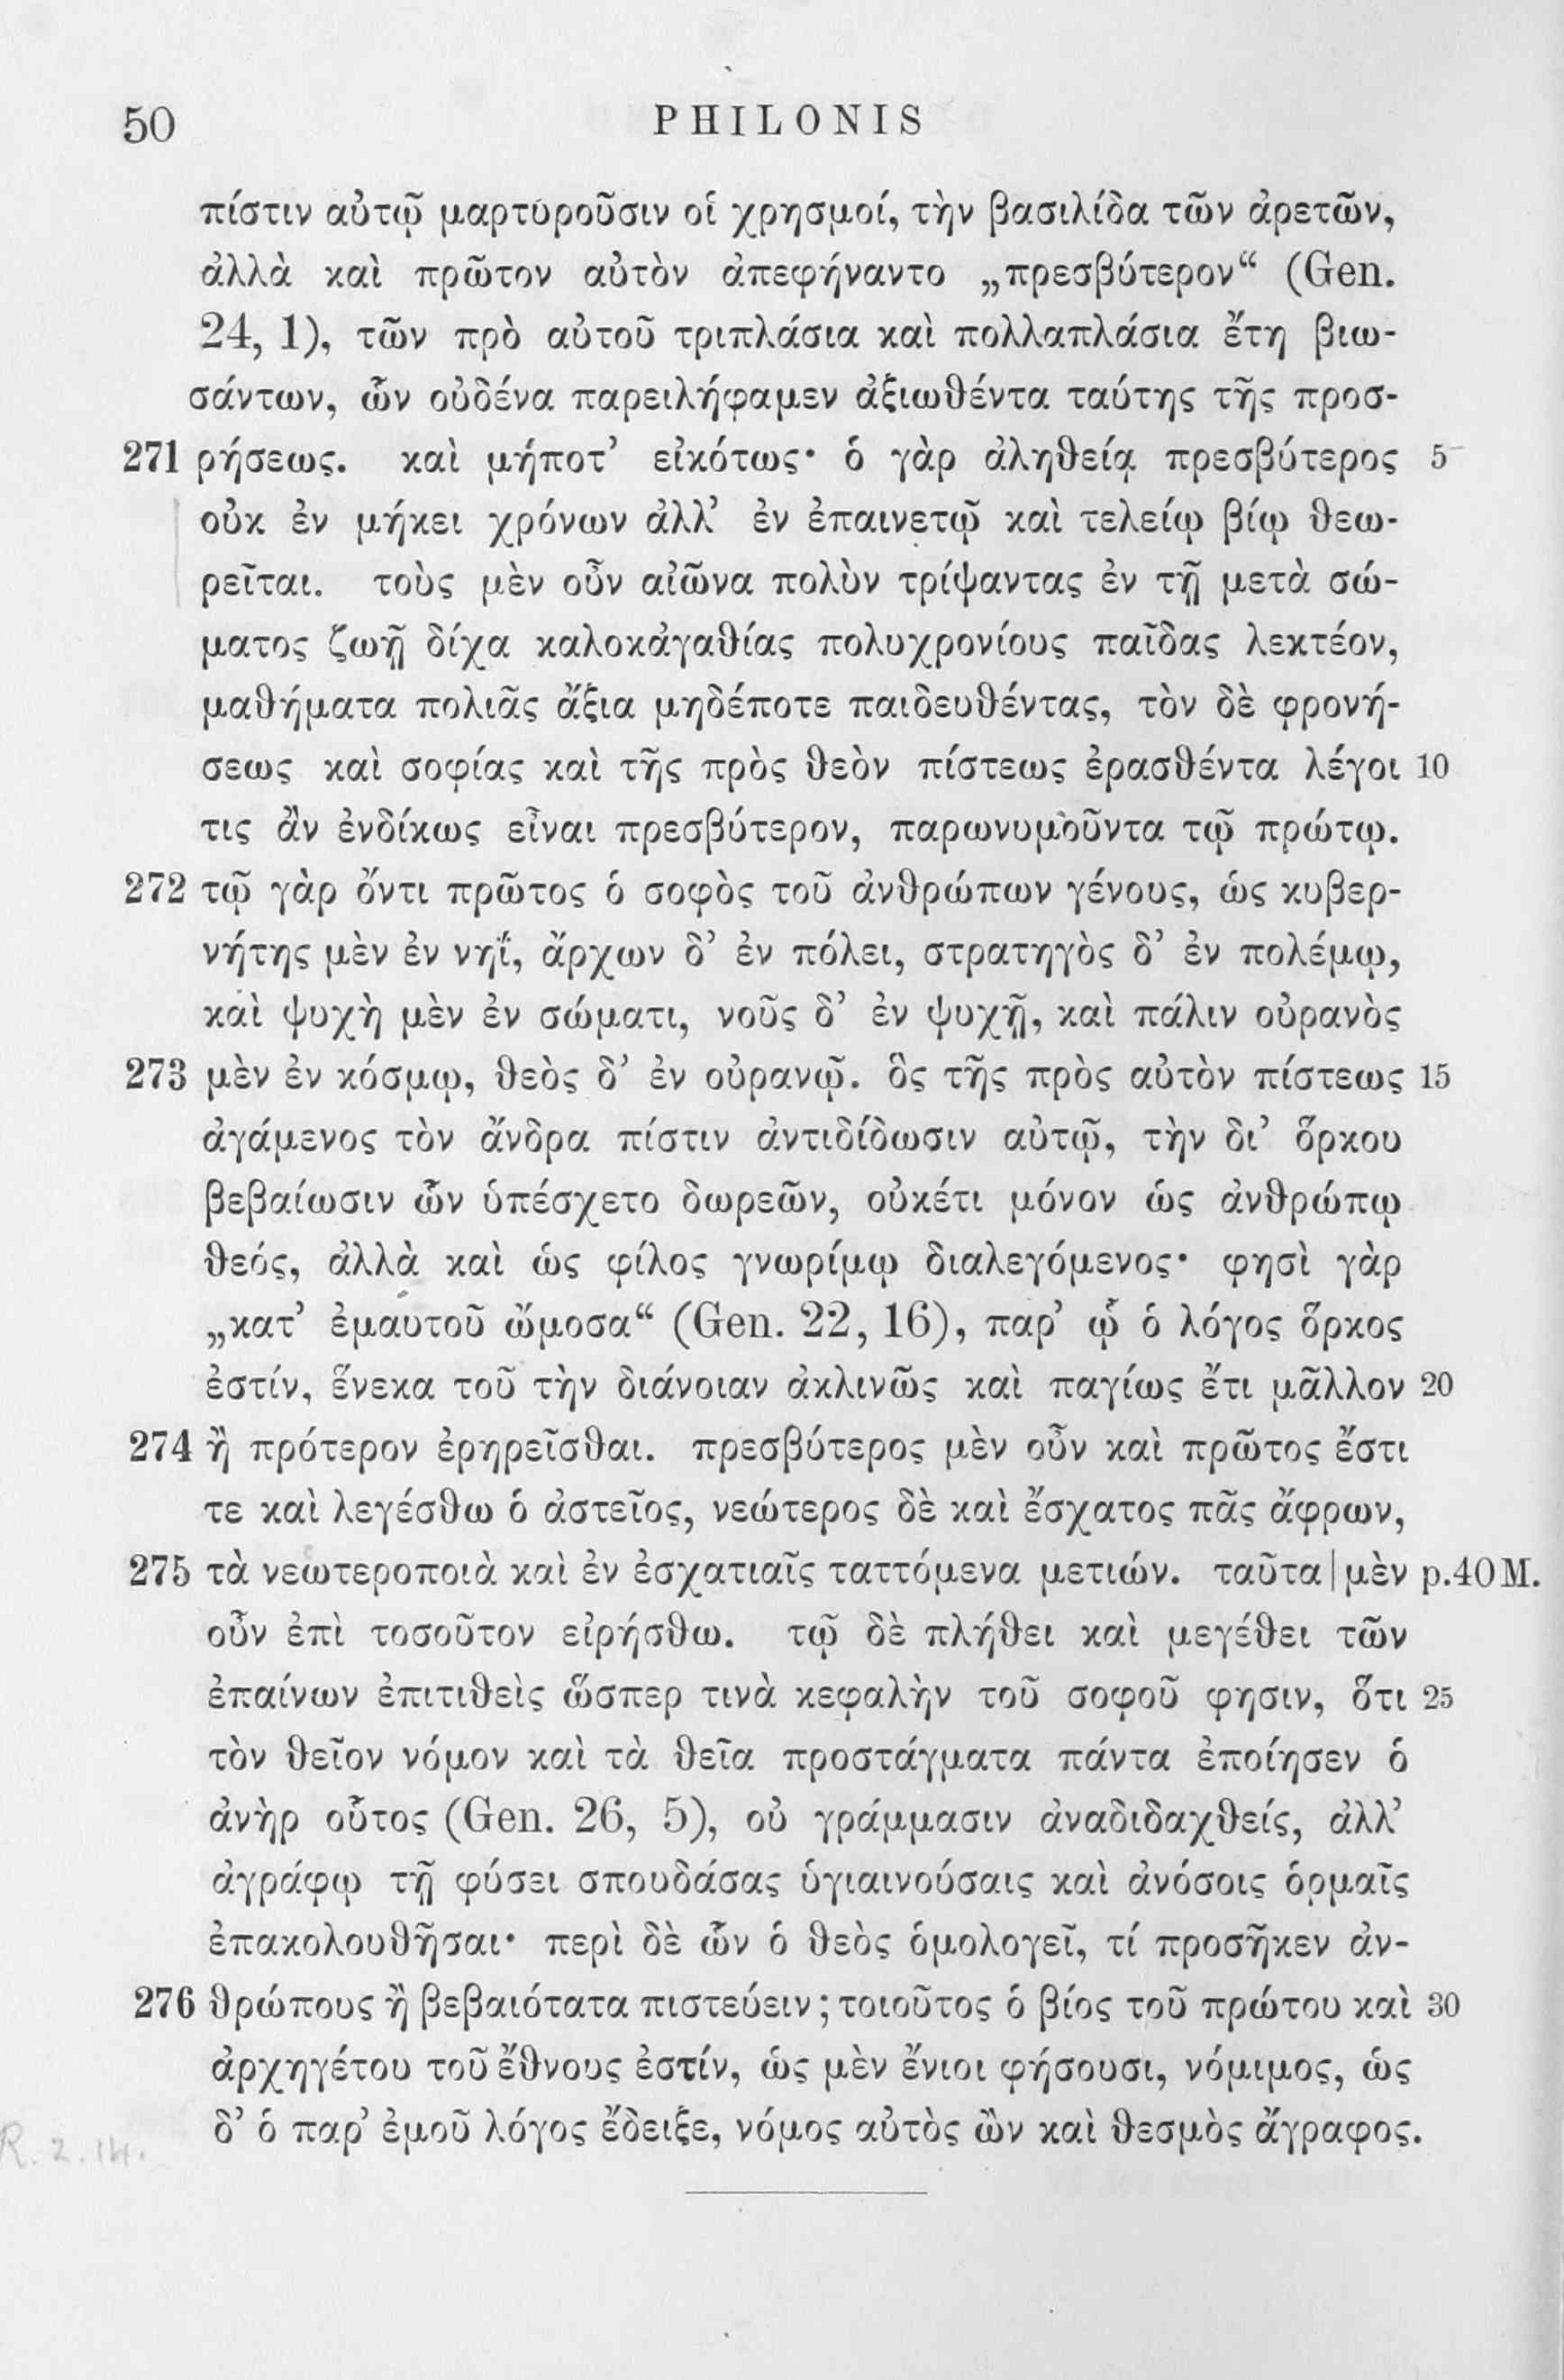 50 PHILONIS
πίστιν αὐτῷ μαρτυροῦσιν οἱ χρησμοί, τὴν βασιλίδα τῶν ἀρετῶν,
ἀλλὰ καὶ πρῶτον αὐτὸν ἀπεφήναντο „πρεσβύτερον“ (Gen.
24, 1), τῶν πρὸ αὐτοῦ τριπλάσια καὶ πολλαπλάσια ἔτη βιω-
σάντων, ὧν οὐδένα παρειλήφαμεν ἀξιωθέντα ταύτης τῆς προσ-
271 ρήσεως. καὶ μήποτ’ εἰκότως· ὁ γὰρ ἀληθείᾳ πρεσβύτερος 5
οὐκ ἐν μήκει χρόνων ἀλλ’ ἐν ἐπαινετῷ καὶ τελείῳ βίῳ θεω-
ρεῖται. τοὺς μὲν οὖν αἰῶνα πολὺν τρίψαντας ἐν τῇ μετὰ σώ-
ματος ζωῇ δίχα καλοκἀγαθίας πολυχρονίους παῖδας λεκτέον,
μαθήματα πολιᾶς ἄξια μηδέποτε παιδευθέντας, τὸν δὲ φρονή-
σεως καὶ σοφίας καὶ τῆς πρὸς θεὸν πίστεως ἐρασθέντα λέγοι 10
τις ἂν ἐνδίκως εἶναι πρεσβύτερον, παρωνυμοῦντα τῷ πρώτῳ.
272 τῷ γὰρ ὄντι πρῶτος ὁ σοφὸς τοῦ ἀνθρώπων γένους, ὡς κυβερ-
νήτης μὲν ἐν νηΐ, ἄρχων δ’ ἐν πόλει, στρατηγὸς δ’ ἐν πολέμῳ,
καὶ ψυχὴ μὲν ἐν σώματι, νοῦς δ’ ἐν ψυχῇ, καὶ πάλιν οὐρανὸς
273 μὲν ἐν κόσμῳ, θεὸς δ’ ἐν οὐρανῷ. ὃς τῆς πρὸς αὐτὸν πίστεως 15
ἀγάμενος τὸν ἄνδρα πίστιν ἀντιδίδωσιν αὐτῷ, τὴν δι’ ὅρκου
βεβαίωσιν ὧν ὑπέσχετο δωρεῶν, οὐκέτι μόνον ὡς ἀνθρώπῳ
θεός, ἀλλὰ καὶ ὡς φίλος γνωρίμῳ διαλεγόμενος· φησὶ γὰρ
„κατ’ ἐμαυτοῦ ὤμοσα“ (Gen. 22, 16), παρ’ ᾧ ὁ λόγος ὅρκος
ἐστίν, ἕνεκα τοῦ τὴν διάνοιαν ἀκλινῶς καὶ παγίως ἔτι μᾶλλον 20
274 ἢ πρότερον ἐρηρεῖσθαι. πρεσβύτερος μὲν οὖν καὶ πρῶτος ἔστι
τε καὶ λεγέσθω ὁ ἀστεῖος, νεώτερος δὲ καὶ ἔσχατος πᾶς ἄφρων,
275 τὰ νεωτεροποιὰ καὶ ἐν ἐσχατιαῖς ταττόμενα μετιών. ταῦτα | μὲν p.40 M.
οὖν ἐπὶ τοσοῦτον εἰρήσθω. τῷ δὲ πλήθει καὶ μεγέθει τῶν
ἐπαίνων ἐπιτιθεὶς ὥσπερ τινὰ κεφαλὴν τοῦ σοφοῦ φησιν, ὅτι 25
τὸν θεῖον νόμον καὶ τὰ θεῖα προστάγματα πάντα ἐποίησεν ὁ
ἀνὴρ οὗτος (Gen. 26, 5), οὐ γράμμασιν ἀναδιδαχθείς, ἀλλ’
ἀγράφῳ τῇ φύσει σπουδάσας ὑγιαινούσαις καὶ ἀνόσοις ὁρμαῖς
ἐπακολουθῆσαι· περὶ δὲ ὧν ὁ θεὸς ὁμολογεῖ, τί προσῆκεν ἀν-
276 θρώπους ἢ βεβαιότατα πιστεύειν; τοιοῦτος ὁ βίος τοῦ πρώτου καὶ 30
ἀρχηγέτου τοῦ ἔθνους ἐστίν, ὡς μὲν ἔνιοι φήσουσι, νόμιμος, ὡς
δ’ ὁ παρ’ ἐμοῦ λόγος ἔδειξε, νόμος αὐτὸς ὢν καὶ θεσμὸς ἄγραφος.
R. 2. 14.